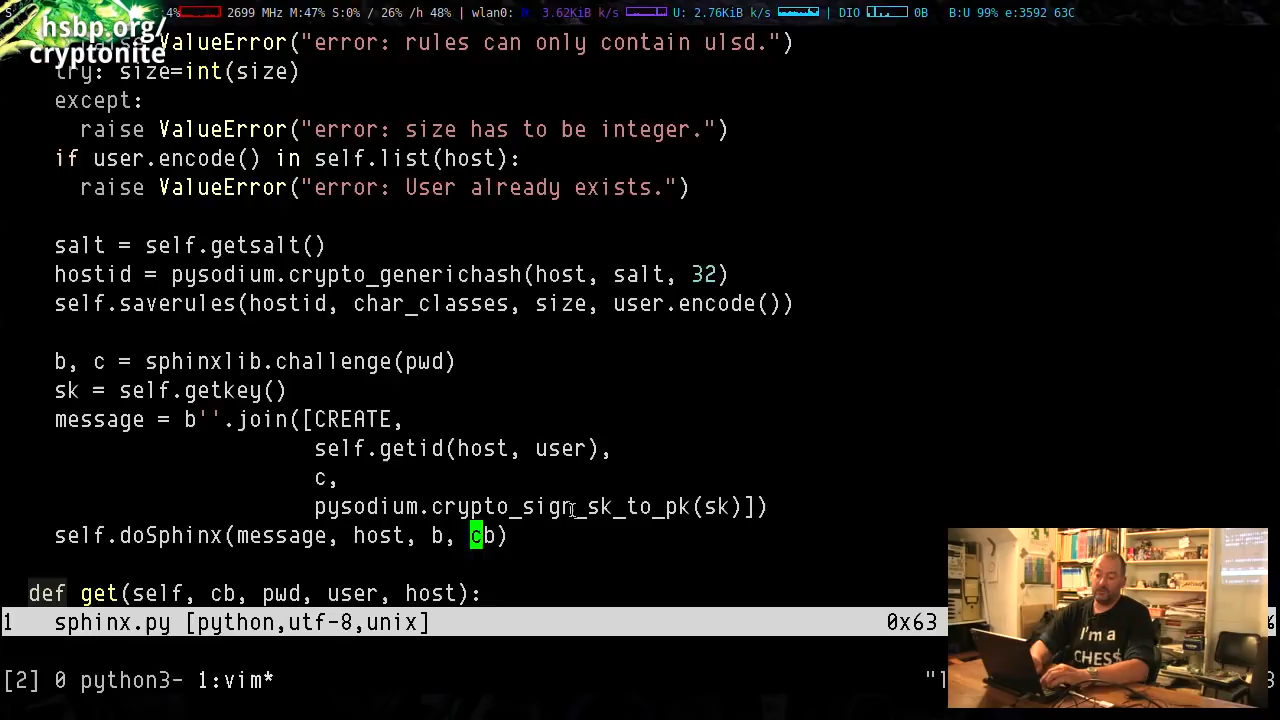 4% 2699 MHz M:47% S:0% / 26% /h 48% | wlan0: 3.62KiB k/s U: 2.76KiB k/s | DIO 0B B:U 99% e:3592 63C
hsbp.org/
cryptonite
ValueError("error: rules can only contain ulsd.")
try: size=int(size)
except:
raise ValueError("error: size has to be integer.")
if user.encode() in self.list(host):
raise ValueError("error: User already exists.")
salt = self.getsalt()
hostid = pysodium.crypto_generichash(host, salt, 32)
self.saverules(hostid, char_classes, size, user.encode())
b, c = sphinxlib.challenge(pwd)
sk = self.getkey()
message = b''.join([CREATE,
self.getid(host, user),
c,
pysodium.crypto_sign_sk_to_pk(sk)])
self.doSphinx(message, host, b, cb)
def get(self, cb, pwd, user, host):
1 sphinx.py [python,utf-8,unix] 0x63
[2] 0 python3- 1:vim*
I'm a
CHESS